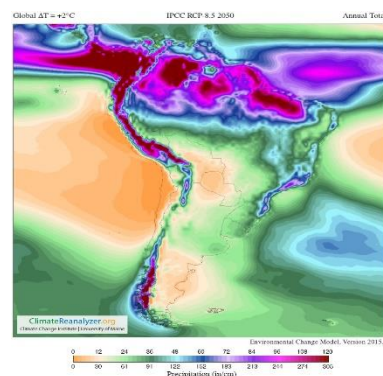 Global ΔT = +2°C IPCC RCP 8.5 2050 Annual Tota
ClimateReanalyzer.org
Climate Change Institute | University of Maine
Environmental Change Model, Version 2015.
0 12 24 36 48 60 72 84 96 108 120
0 30 61 91 122 152 183 213 244 274 305
Precipitation (in/cm)